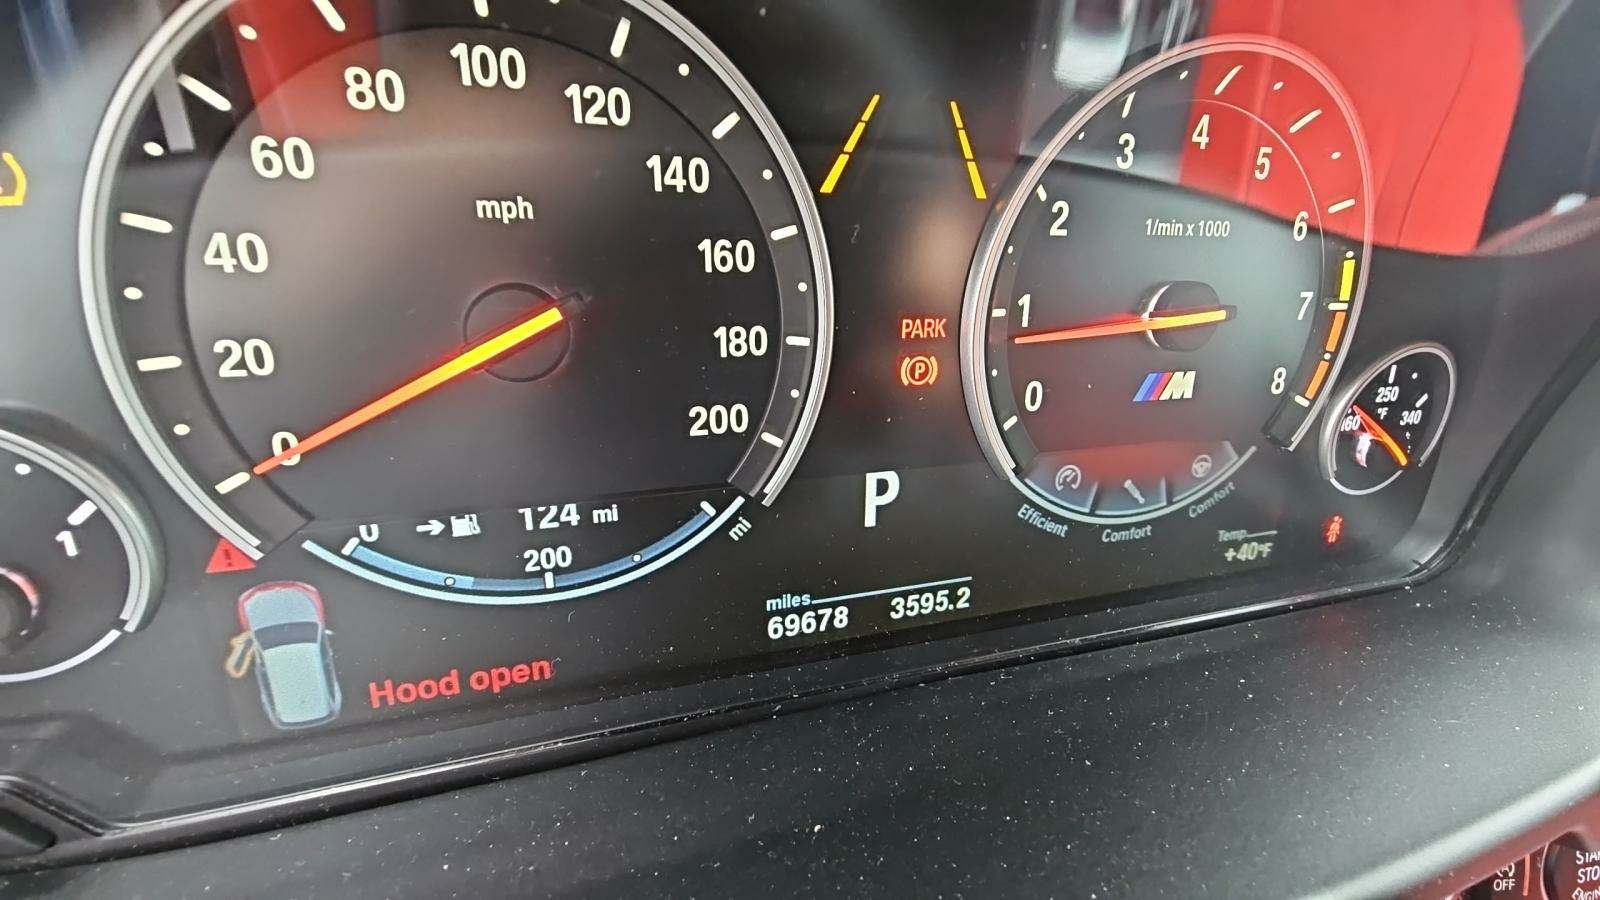 80
100
120
60
140
mph
40
160
20
180
0
200
0
124 mi
200
mi
1
Hood open
PARK
P
P
miles
69678 3595.2
4
3
5
2
1/min x 1000
6
1
7
M
0
8
Efficient
Comfort
Comfort
Temp
+40°F
250
°F
340
OFF